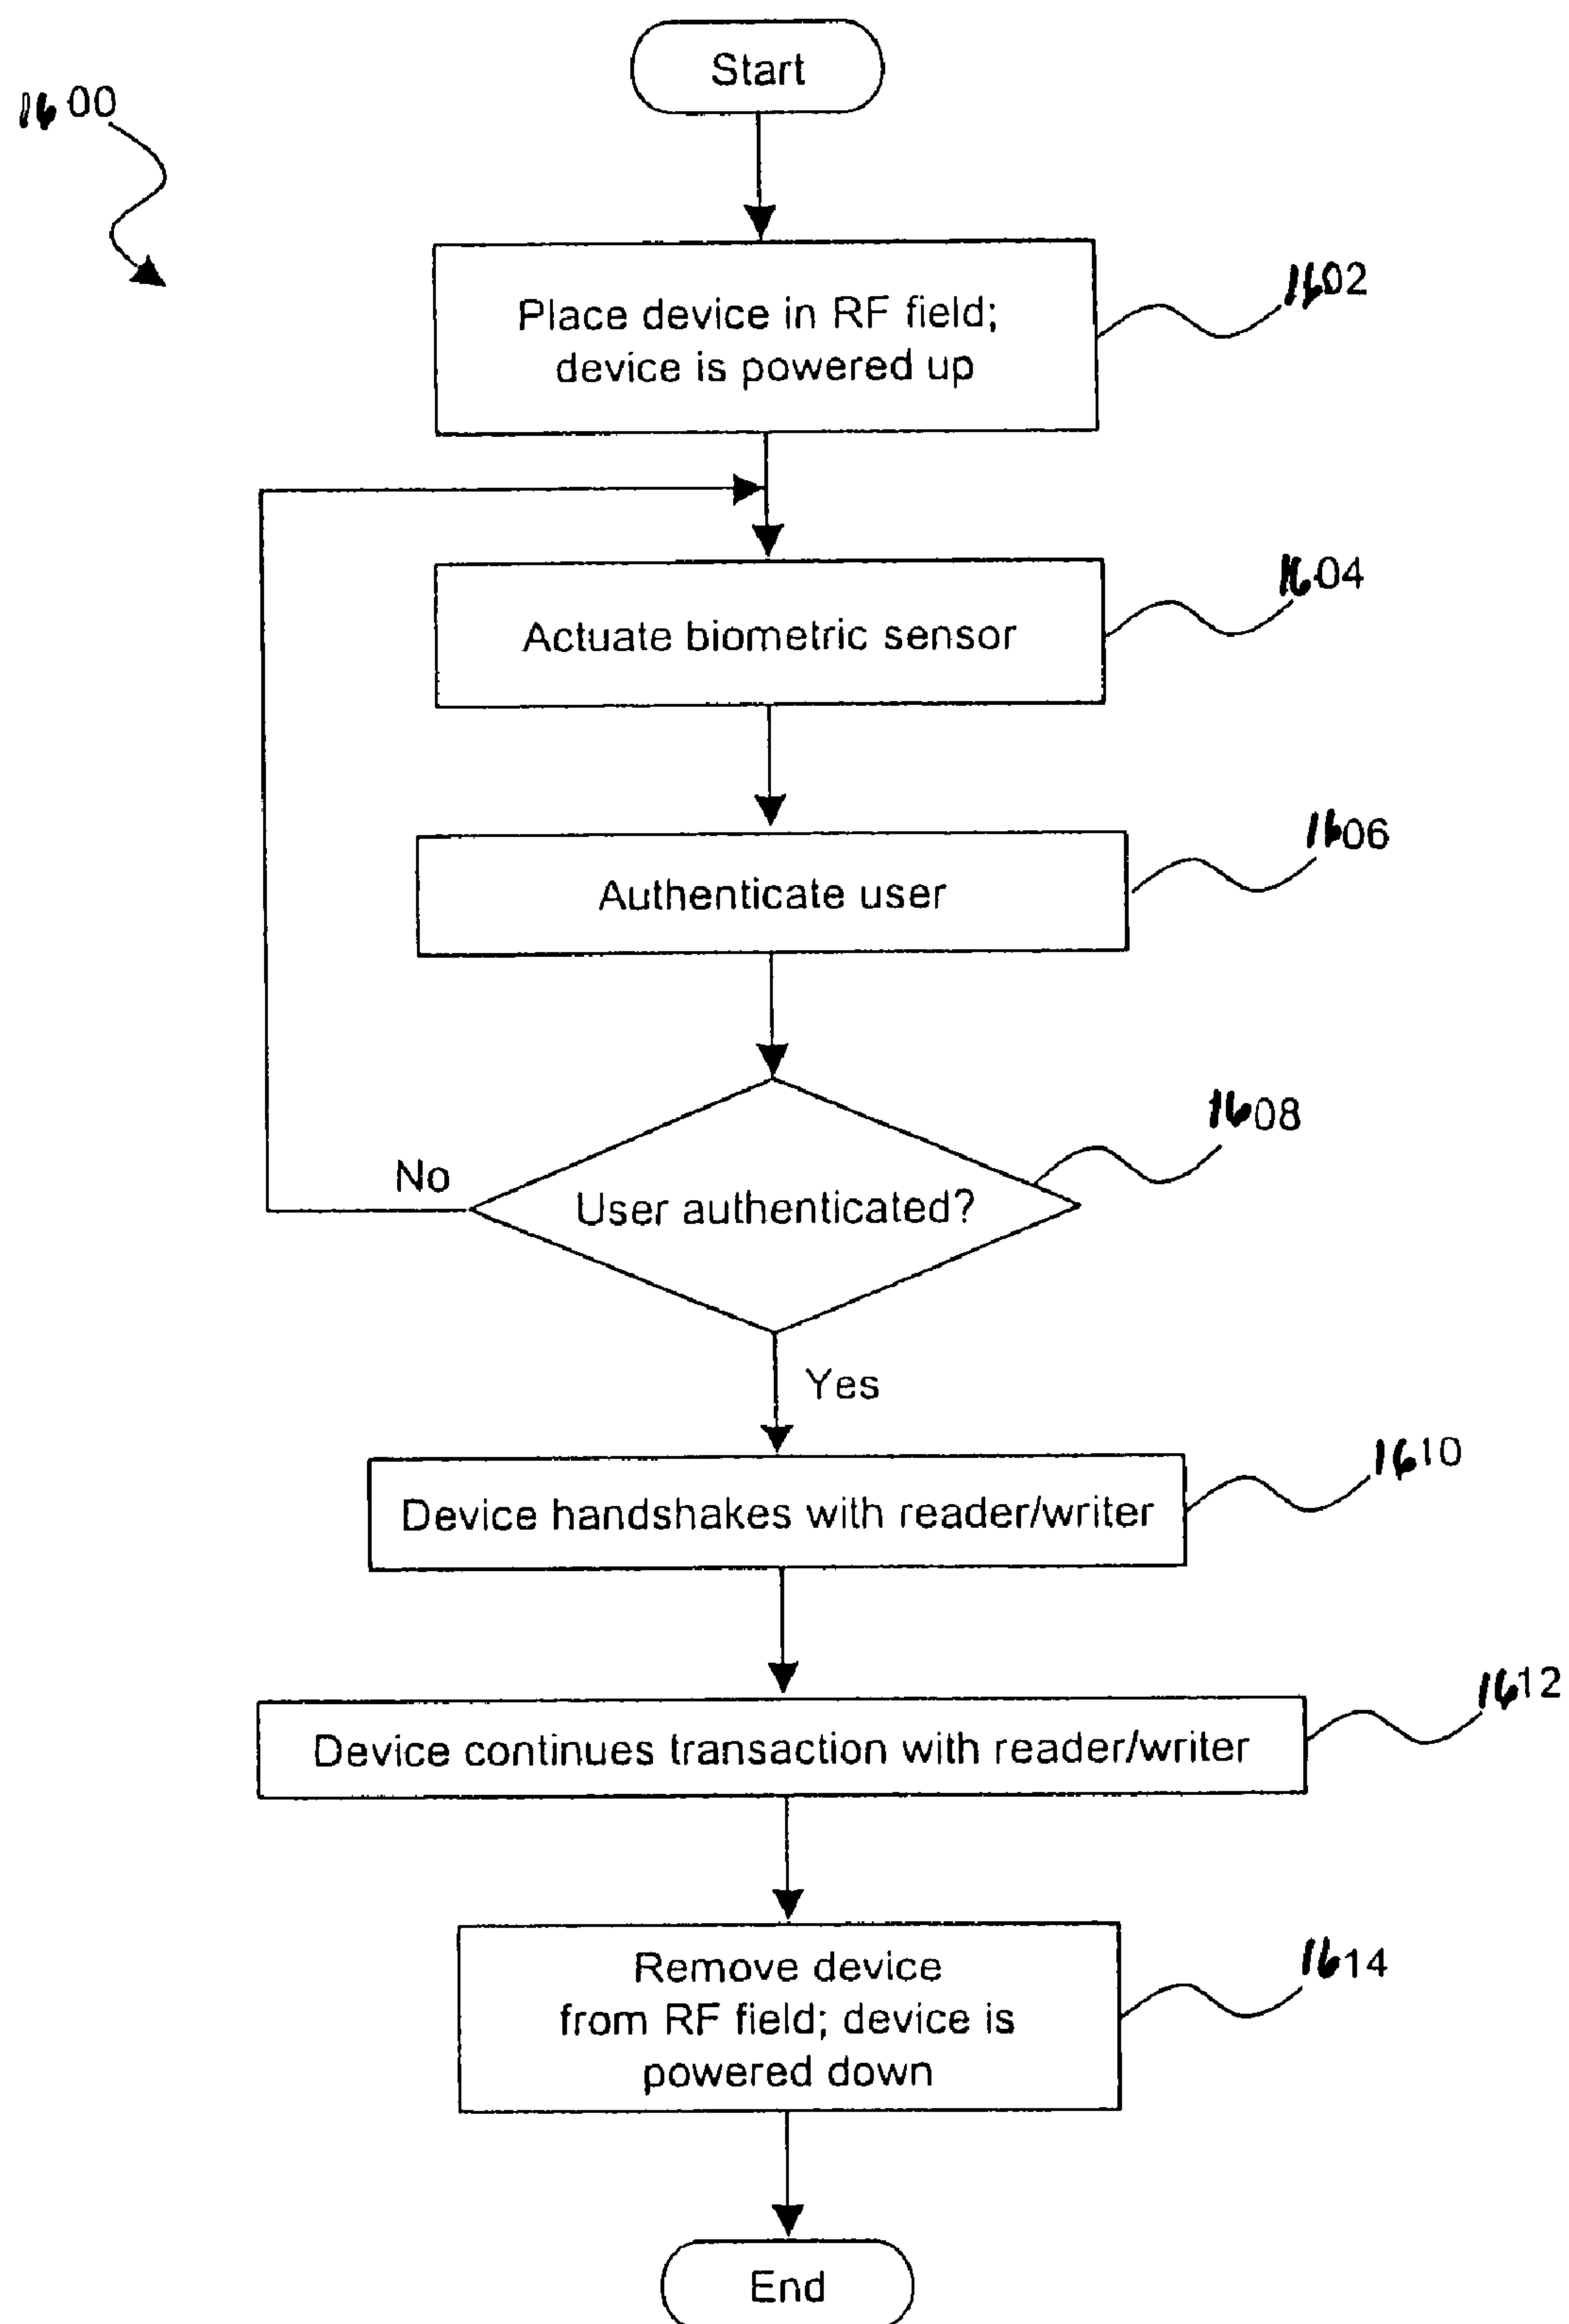 Start
1600
Place device in RF field;
device is powered up
1602
Actuate biometric sensor
1604
Authenticate user
1606
User authenticated?
1608
No
Yes
Device handshakes with reader/writer
1610
Device continues transaction with reader/writer
1612
Remove device
from RF field; device is
powered down
1614
End